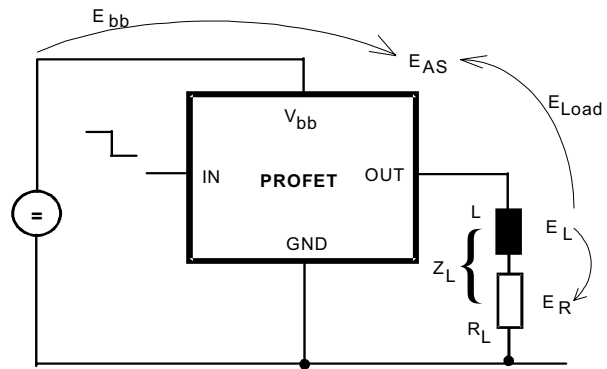 E bb
E AS
E Load
V bb
IN
PROFET
OUT
L
E L
GND
Z L
{
E R
R L
=